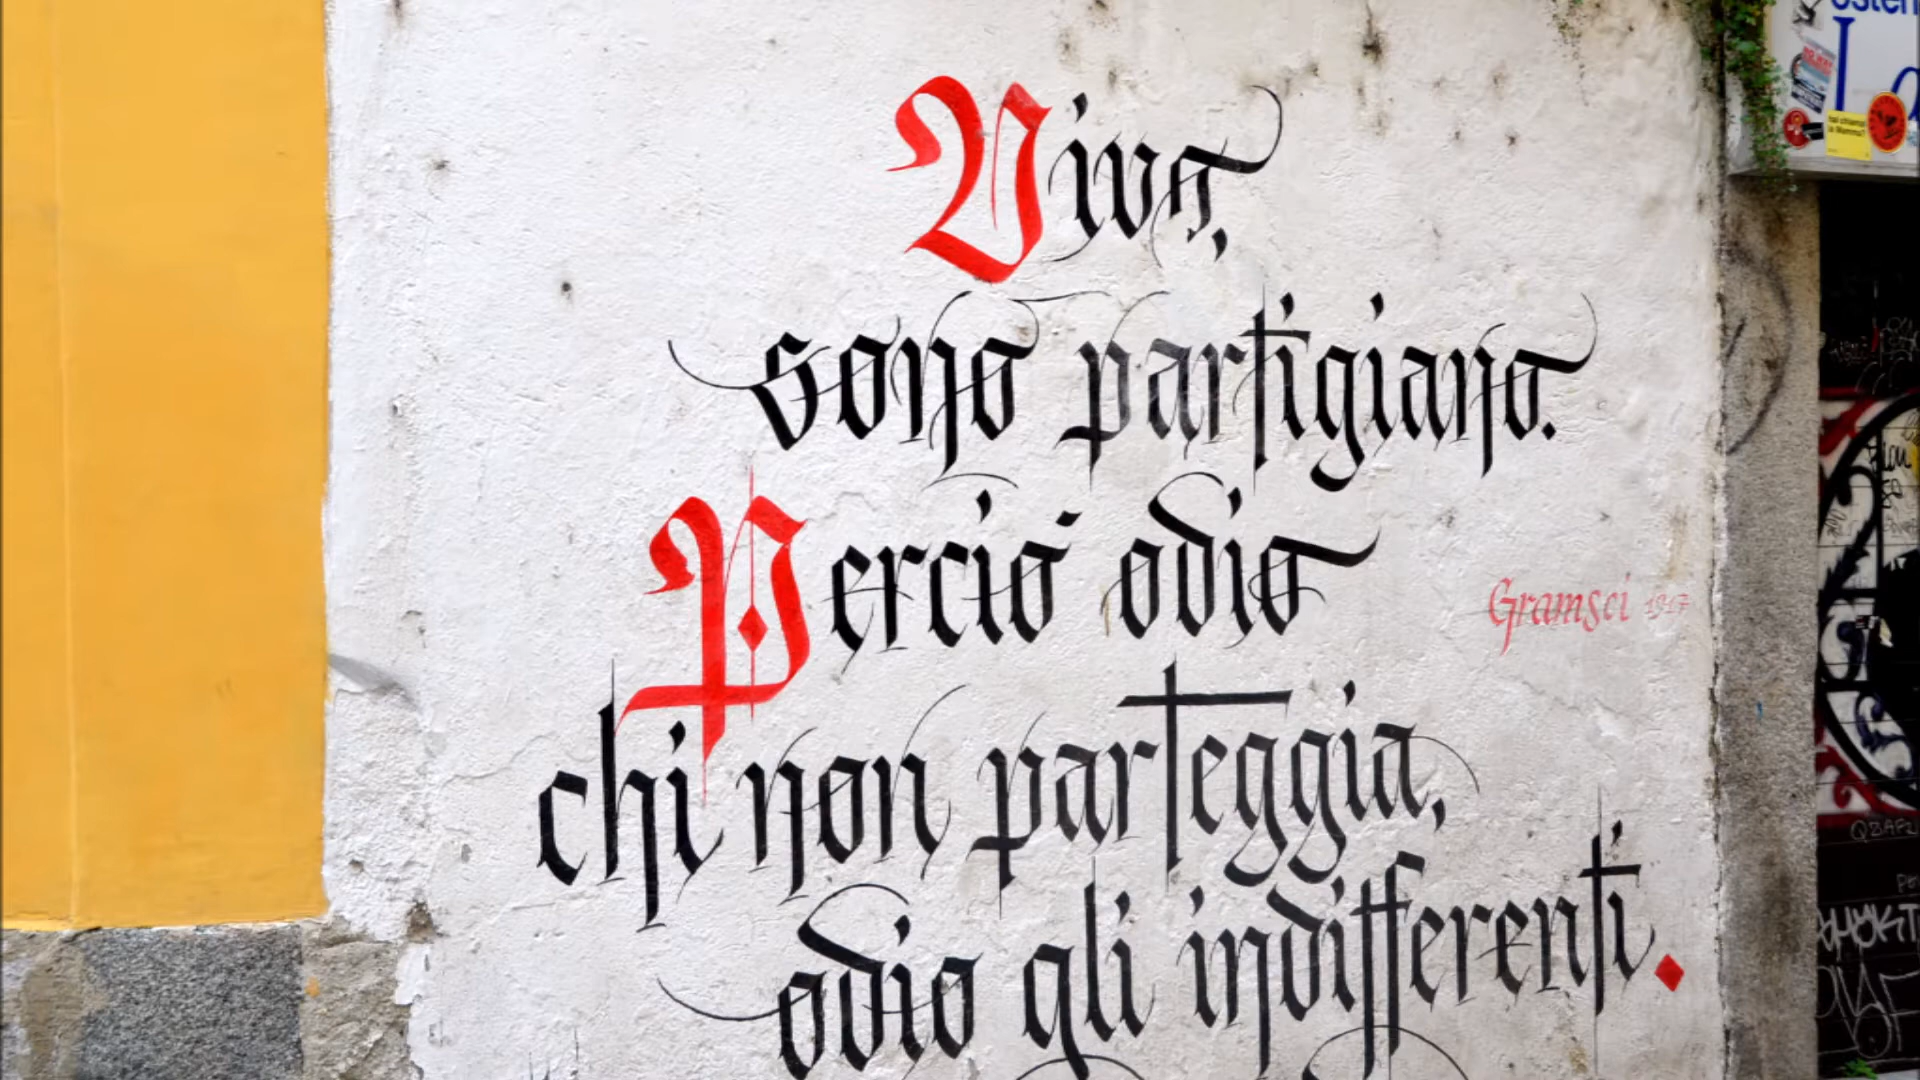 Vivo,
sono partigiano.
Perciò odio
chi non parteggia,
odio gli indifferenti.
Gramsci 1917